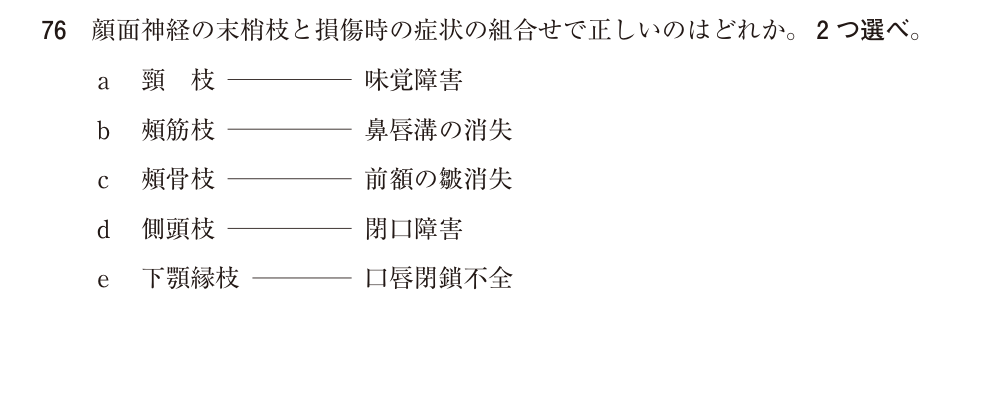 76 顔面神経の末梢枝と損傷時の症状の組合せで正しいのはどれか。2つ選べ。
a 頸 枝 ――――― 味覚障害
b 頰筋枝 ――――― 鼻唇溝の消失
c 頰骨枝 ――――― 前額の皺消失
d 側頭枝 ――――― 閉口障害
e 下顎縁枝 ―――― 口唇閉鎖不全